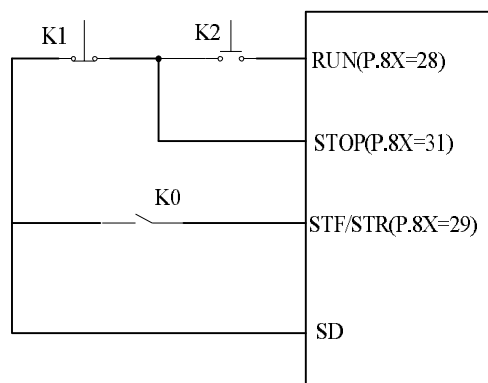 K1
K2
RUN(P.8X=28)
STOP(P.8X=31)
K0
STF/STR(P.8X=29)
SD